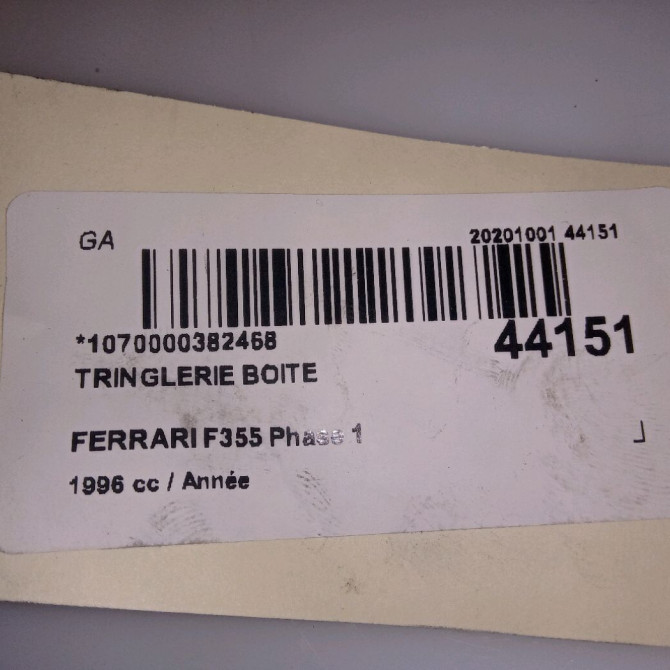 GA
20201001 44151
*1070000382468
44151
TRINGLERIE BOITE
FERRARI F355 Phase 1
1996 cc / Année